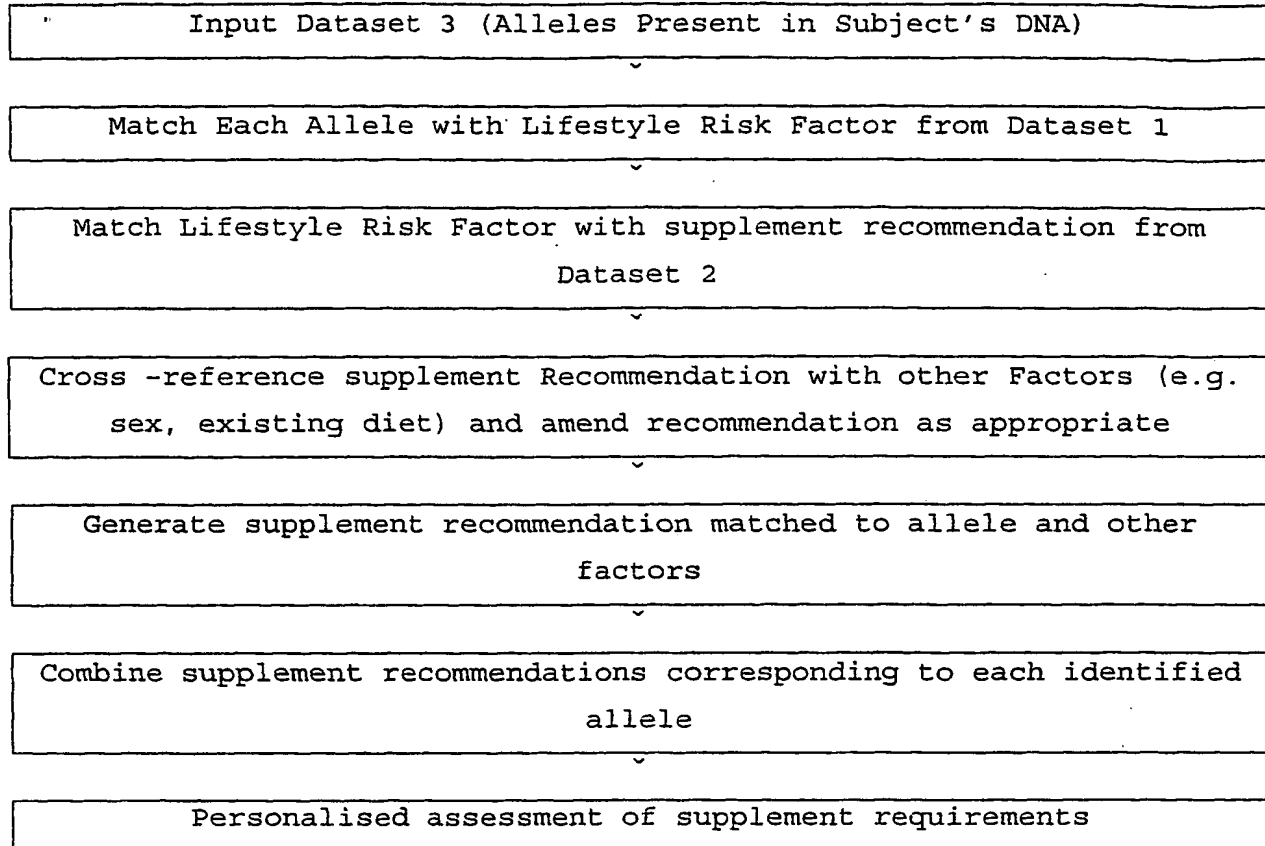 Input Dataset 3 (Alleles Present in Subject's DNA)
Match Each Allele with Lifestyle Risk Factor from Dataset 1
Match Lifestyle Risk Factor with supplement recommendation from
Dataset 2
Cross -reference supplement Recommendation with other Factors (e.g.
sex, existing diet) and amend recommendation as appropriate
Generate supplement recommendation matched to allele and other
factors
Combine supplement recommendations corresponding to each identified
allele
Personalised assessment of supplement requirements